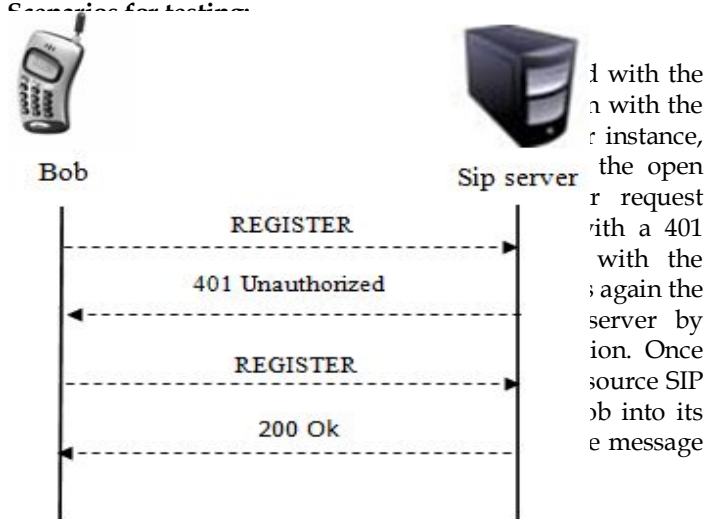 Scenarios for testing:
d with the
n with the
r instance,
the open
r request
with a 401
with the
s again the
server by
ion. Once
source SIP
ob into its
e message
Bob
Sip server
REGISTER
401 Unauthorized
REGISTER
200 Ok